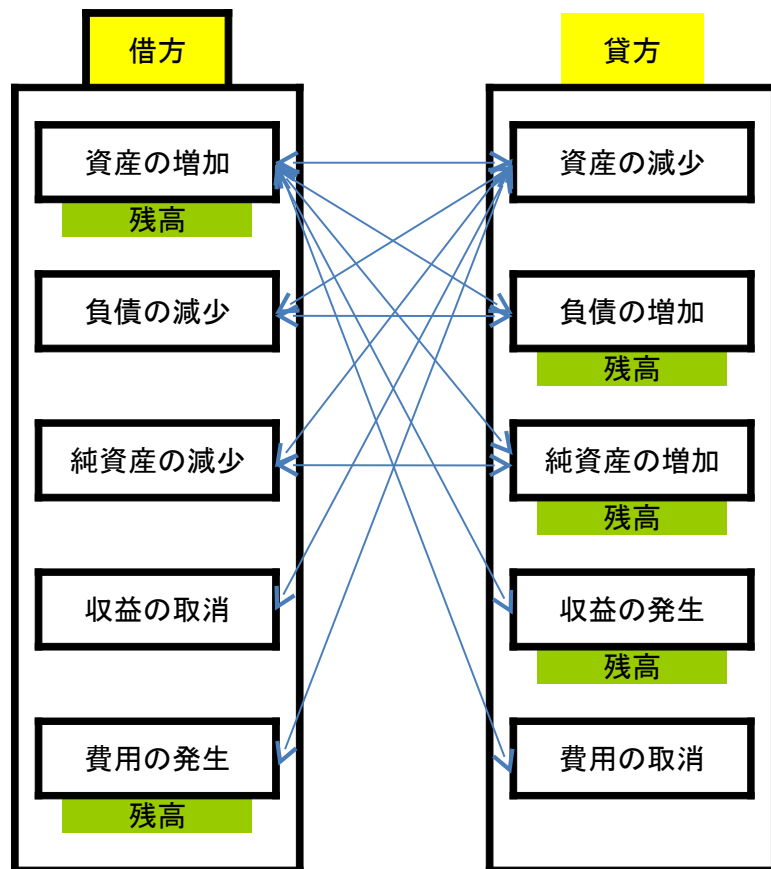 借方
資産の増加
残高
負債の減少
純資産の減少
収益の取消
費用の発生
残高
貸方
資産の減少
負債の増加
残高
純資産の増加
残高
収益の発生
残高
費用の取消